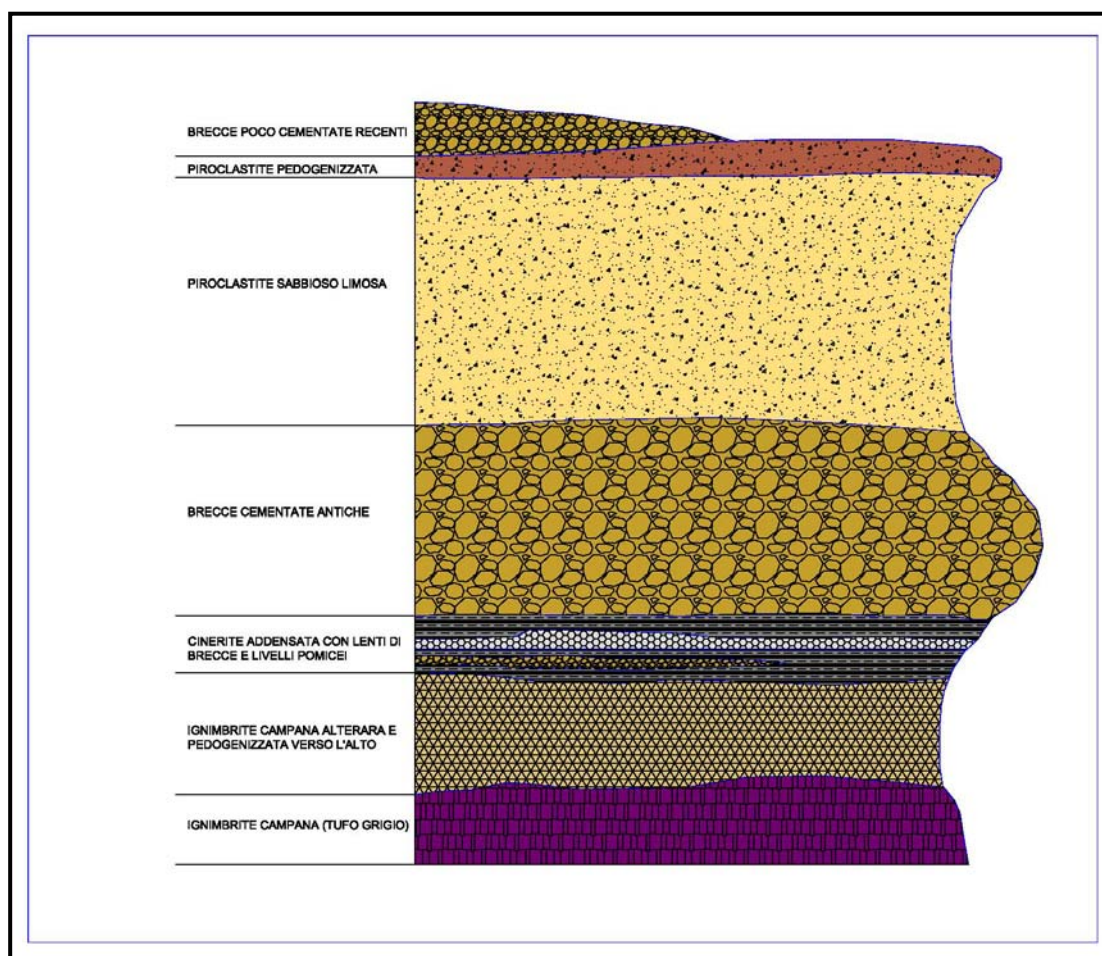 BRECCE POCO CEMENTATE RECENTI
PIROCLASTITE PEDOGENIZZATA
PIROCLASTITE SABBIOSO LIMOSA
BRECCE CEMENTATE ANTICHE
CINERITE ADDENSATA CON LENTI DI
BRECCE E LIVELLI POMICEI
IGNIMBRITE CAMPANA ALTERARA E
PEDOGENIZZATA VERSO L'ALTO
IGNIMBRITE CAMPANA (TUFO GRIGIO)